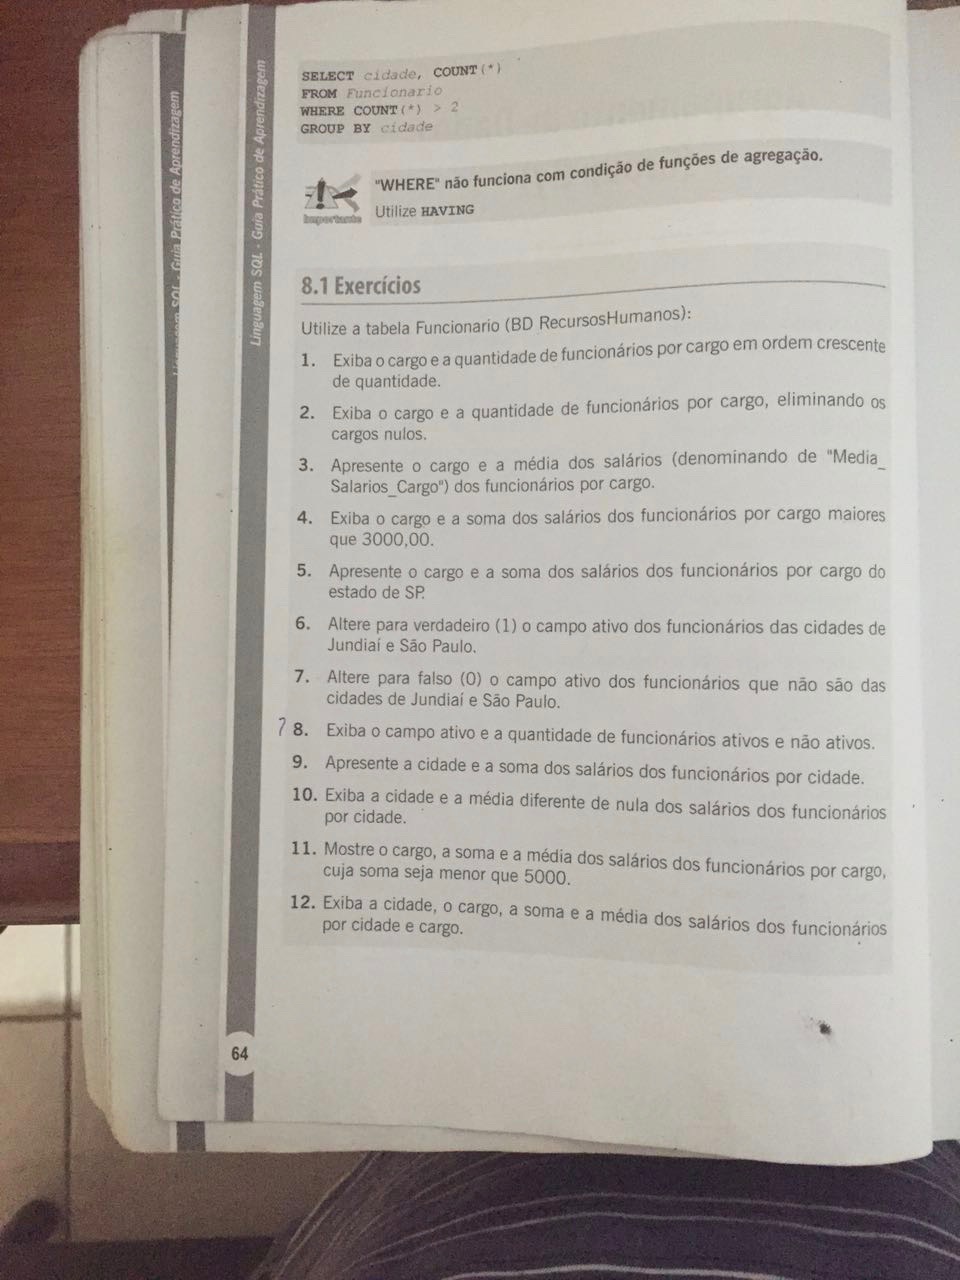 SELECT cidade, COUNT(*)
FROM Funcionario
WHERE COUNT(*) > 2
GROUP BY cidade
"WHERE" não funciona com condição de funções de agregação.
Importante
Utilize HAVING
8.1 Exercícios
Utilize a tabela Funcionario (BD RecursosHumanos):
1. Exiba o cargo e a quantidade de funcionários por cargo em ordem crescente
de quantidade.
2. Exiba o cargo e a quantidade de funcionários por cargo, eliminando os
cargos nulos.
3. Apresente o cargo e a média dos salários (denominando de "Media_
Salarios_Cargo") dos funcionários por cargo.
4. Exiba o cargo e a soma dos salários dos funcionários por cargo maiores
que 3000,00.
5. Apresente o cargo e a soma dos salários dos funcionários por cargo do
estado de SP.
6. Altere para verdadeiro (1) o campo ativo dos funcionários das cidades de
Jundiaí e São Paulo.
7. Altere para falso (0) o campo ativo dos funcionários que não são das
cidades de Jundiaí e São Paulo.
? 8. Exiba o campo ativo e a quantidade de funcionários ativos e não ativos.
9. Apresente a cidade e a soma dos salários dos funcionários por cidade.
10. Exiba a cidade e a média diferente de nula dos salários dos funcionários
por cidade.
11. Mostre o cargo, a soma e a média dos salários dos funcionários por cargo,
cuja soma seja menor que 5000.
12. Exiba a cidade, o cargo, a soma e a média dos salários dos funcionários
por cidade e cargo.
64
Linguagem SQL - Guia Prático de Aprendizagem
SQL - Guia Prático de Aprendizagem